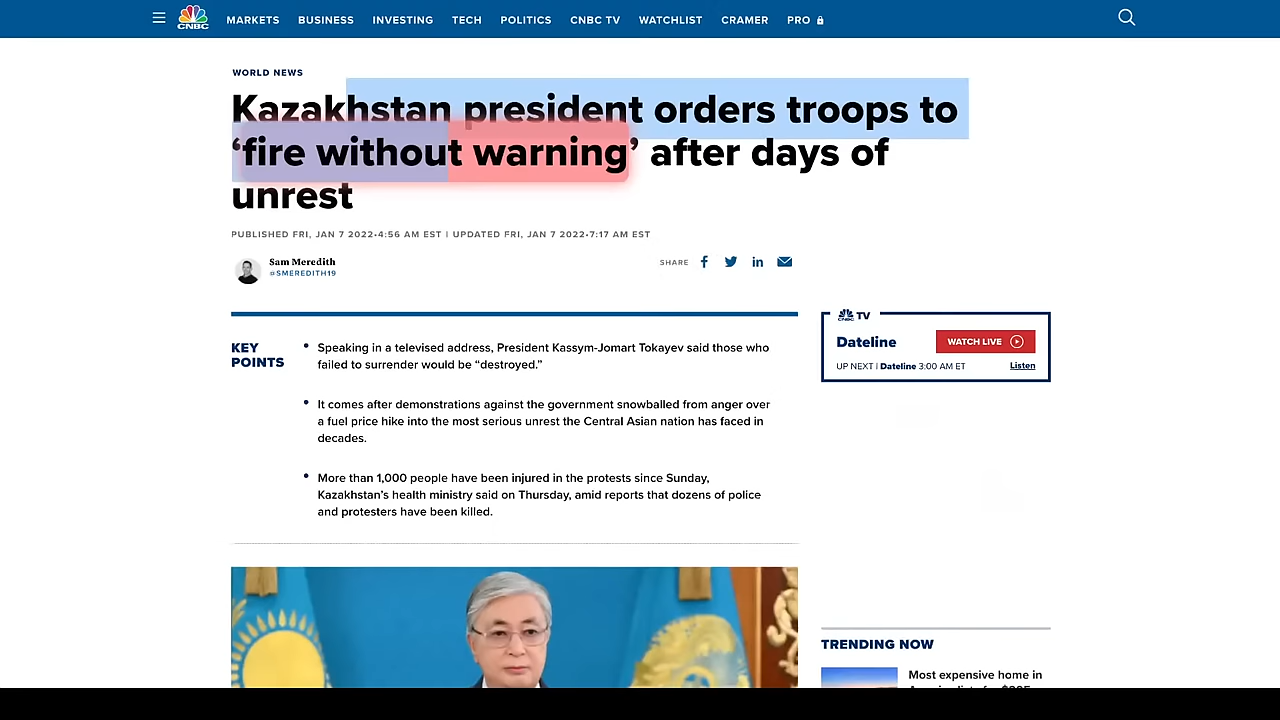 CNBC
MARKETS BUSINESS INVESTING TECH POLITICS CNBC TV WATCHLIST CRAMER PRO
WORLD NEWS
Kazakhstan president orders troops to
‘fire without warning’ after days of
unrest
PUBLISHED FRI, JAN 7 2022•4:56 AM EST | UPDATED FRI, JAN 7 2022•7:17 AM EST
Sam Meredith
@SMEREDITH19
SHARE
KEY
POINTS
• Speaking in a televised address, President Kassym-Jomart Tokayev said those who
failed to surrender would be “destroyed.”
• It comes after demonstrations against the government snowballed from anger over
a fuel price hike into the most serious unrest the Central Asian nation has faced in
decades.
• More than 1,000 people have been injured in the protests since Sunday,
Kazakhstan’s health ministry said on Thursday, amid reports that dozens of police
and protesters have been killed.
CNBC TV
Dateline
WATCH LIVE
UP NEXT | Dateline 3:00 AM ET
Listen
TRENDING NOW
Most expensive home in